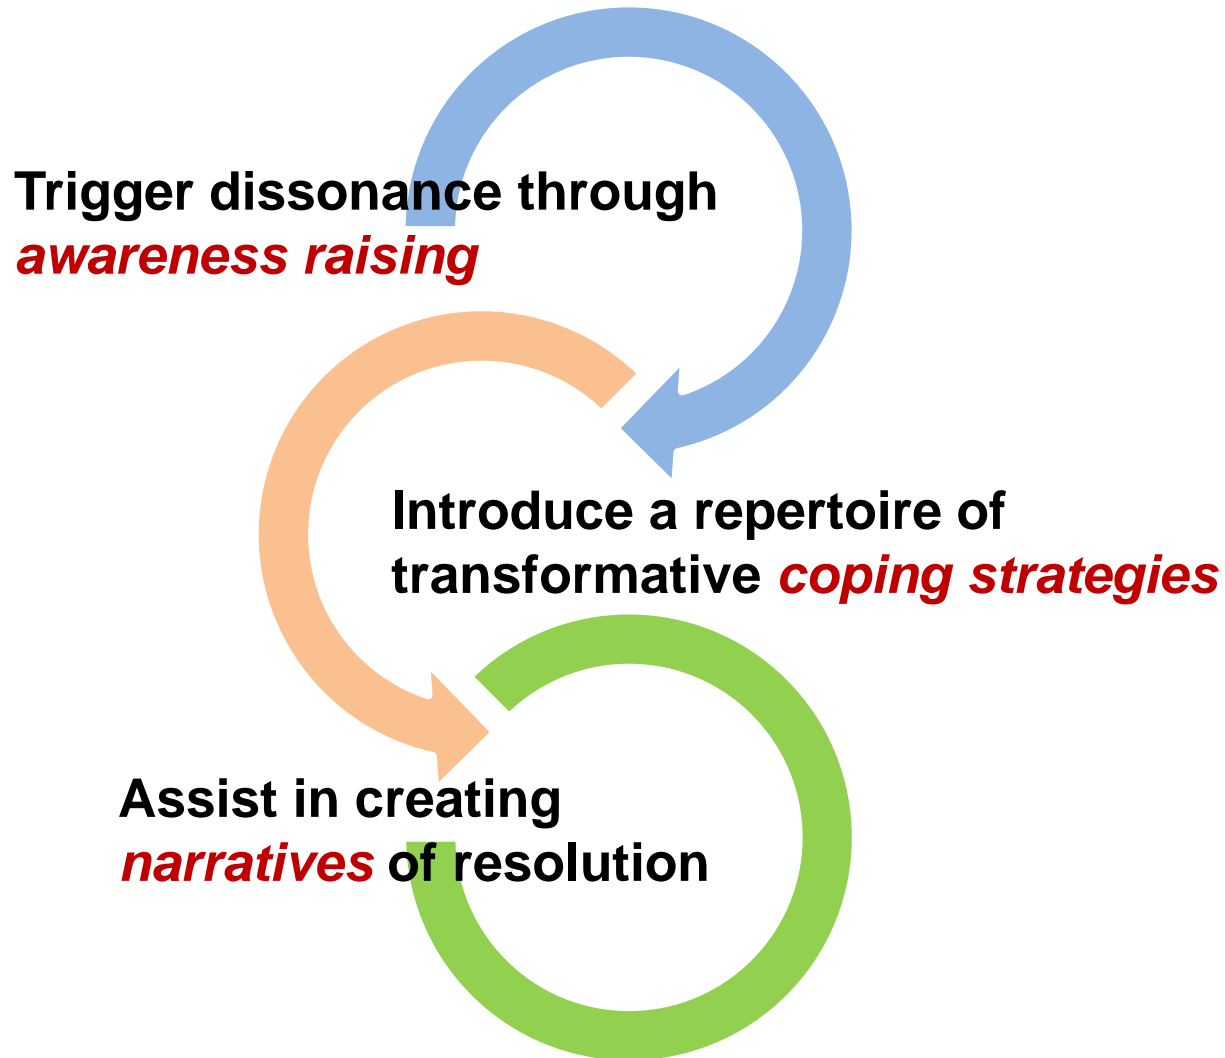 Trigger dissonance through
awareness raising
Introduce a repertoire of
transformative coping strategies
Assist in creating
narratives of resolution